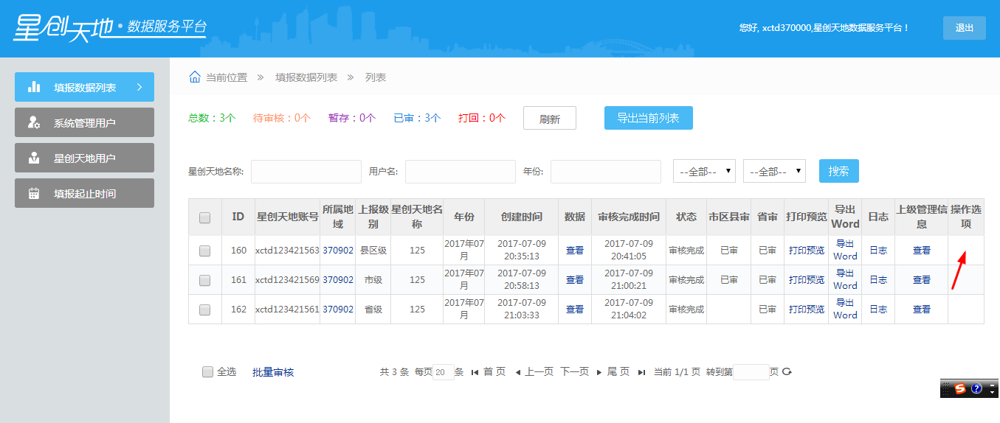 星创天地·数据服务平台
您好, xctd370000,星创天地数据服务平台！
退出
填报数据列表
系统管理用户
星创天地用户
填报起止时间
当前位置 » 填报数据列表 » 列表
总数：3个 待审核：0个 暂存：0个 已审：3个 打回：0个 刷新 导出当前列表
星创天地名称: 用户名: 年份: --全部-- --全部-- 搜索
ID 星创天地账号 所属地域 上报级别 星创天地名称 年份 创建时间 数据 审核完成时间 状态 市区县审 省审 打印预览 导出Word 日志 上级管理信息 操作选项
160 xctd123421563 370902 县区级 125 2017年07月 2017-07-09 20:35:13 查看 2017-07-09 20:41:05 审核完成 已审 已审 打印预览 导出Word 日志 查看
161 xctd123421569 370902 市级 125 2017年07月 2017-07-09 20:58:13 查看 2017-07-09 21:00:21 审核完成 已审 已审 打印预览 导出Word 日志 查看
162 xctd123421561 370902 省级 125 2017年07月 2017-07-09 21:03:33 查看 2017-07-09 21:04:02 审核完成 已审 打印预览 导出Word 日志 查看
全选 批量审核 共 3 条 每页 20 条 首 页 上一页 下一页 尾 页 当前 1/1 页 转到第 页
S ?